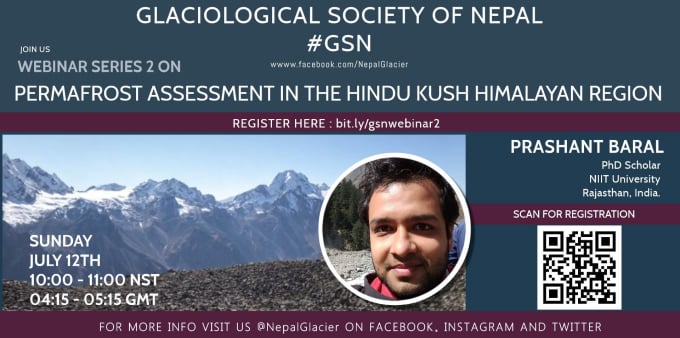 GLACIOLOGICAL SOCIETY OF NEPAL
#GSN
www.facebook.com/NepalGlacier
JOIN US
WEBINAR SERIES 2 ON
PERMAFROST ASSESSMENT IN THE HINDU KUSH HIMALAYAN REGION
REGISTER HERE : bit.ly/gsnwebinar2
PRASHANT BARAL
PhD Scholar
NIIT University
Rajasthan, India.
SCAN FOR REGISTRATION
SUNDAY
JULY 12TH
10:00 - 11:00 NST
04:15 - 05:15 GMT
FOR MORE INFO VISIT US @NepalGlacier ON FACEBOOK, INSTAGRAM AND TWITTER